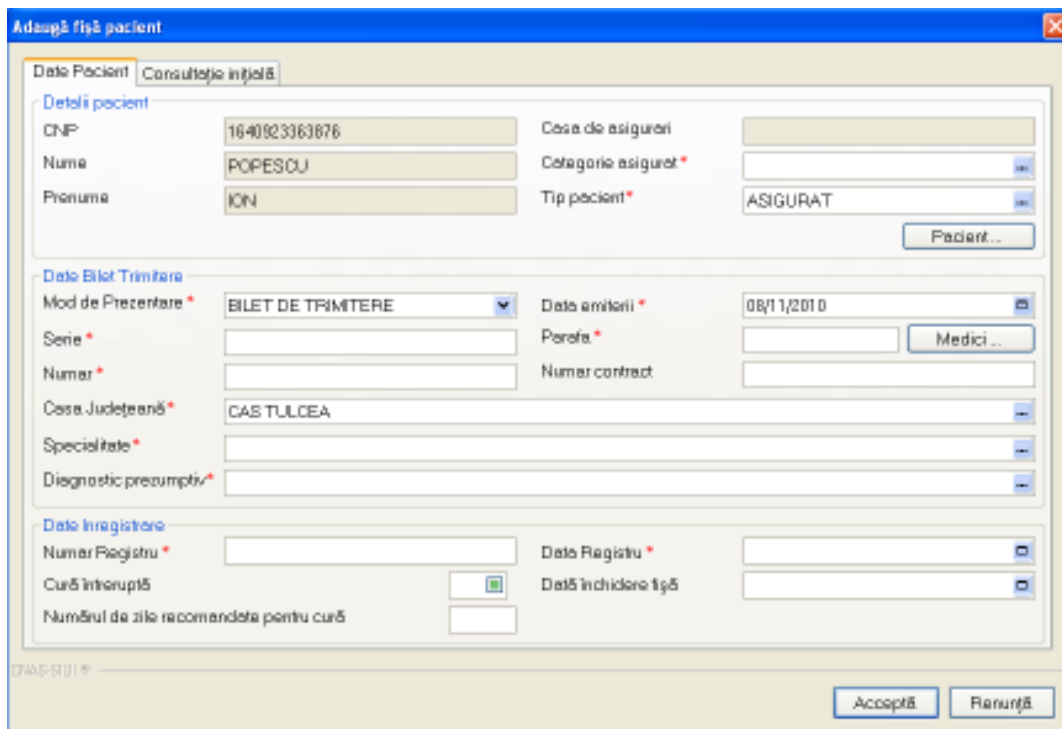 Adaugă fişă pacient
Date Pacient Consultaţie iniţială
Detalii pacient
CNP 1640923363876 Casa de asigurari
Nume POPESCU Categorie asigurat*
Prenume ION Tip pacient* ASIGURAT ...
Pacient...
Date Bilet Trimitere
Mod de Prezentare * BILET DE TRIMITERE Data emiterii * 08/11/2010
Serie * Parafa * Medici ...
Numar * Numar contract
Casa Judeţeană* CAS TULCEA ...
Specialitate* ...
Diagnostic prezumptiv* ...
Date Inregistrare
Numar Registru * Data Registru *
Cură întreruptă Dată închidere fişă
Numărul de zile recomandate pentru cură
CNAS-SIUI ®
Acceptă Renunţă